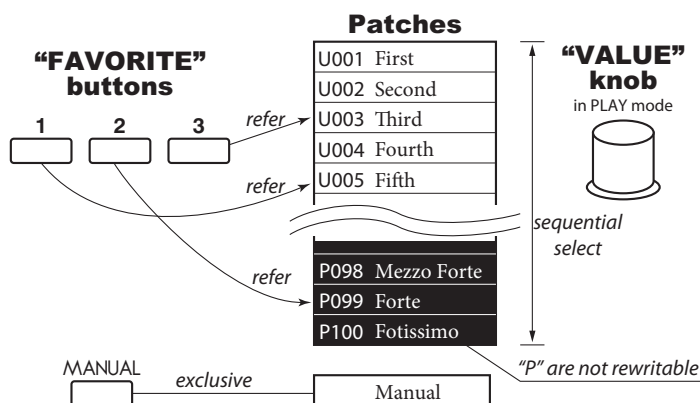 Patches
“FAVORITE”
buttons
“VALUE”
knob
in PLAY mode
1 2 3
U001 First
U002 Second
refer
U003 Third
U004 Fourth
refer
U005 Fifth
sequential
select
refer
P098 Mezzo Forte
P099 Forte
P100 Fotissimo
“P” are not rewritable
MANUAL
exclusive
Manual